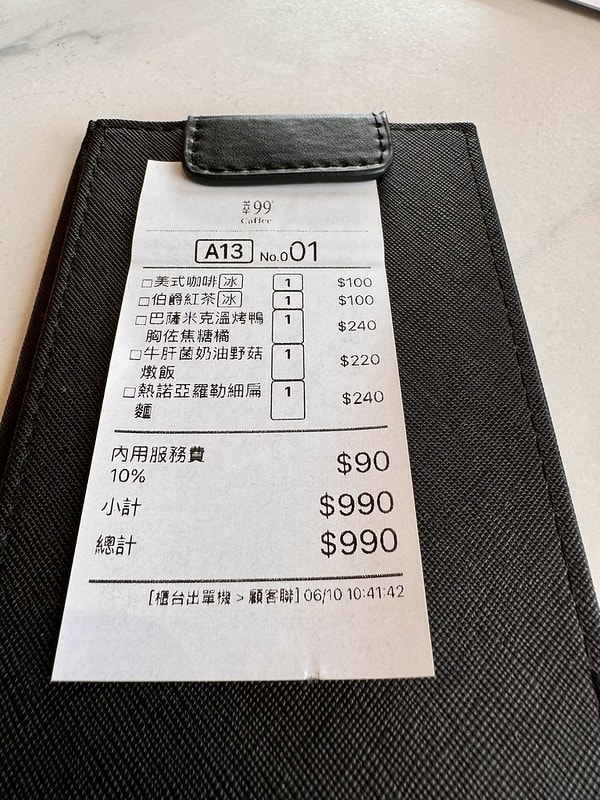 萃99°
Caffee
A13 No.001
□美式咖啡 冰 1 $100
□伯爵紅茶 冰 1 $100
□巴薩米克溫烤鴨 1 $240
胸佐焦糖橘
□牛肝菌奶油野菇 1 $220
燉飯
□熱諾亞羅勒細扁 1 $240
麵
內用服務費 $90
10%
小計 $990
總計 $990
[櫃台出單機 > 顧客聯] 06/10 10:41:42